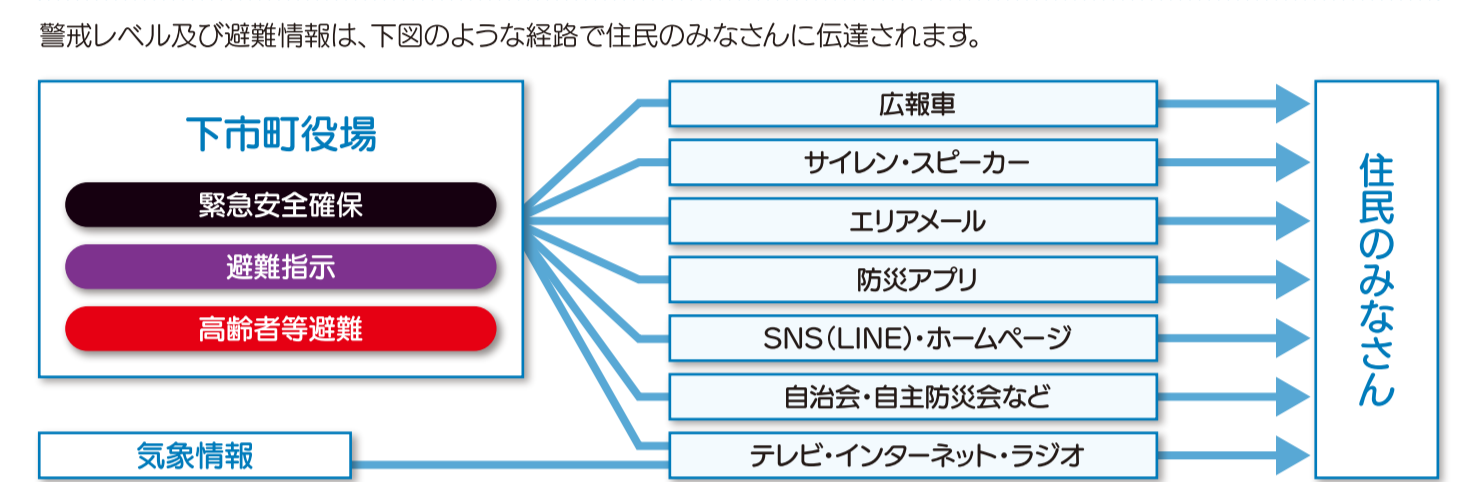 警戒レベル及び避難情報は、下図のような経路で住民のみなさんに伝達されます。
下市町役場
緊急安全確保
避難指示
高齢者等避難
気象情報
広報車
サイレン・スピーカー
エリアメール
防災アプリ
SNS(LINE)・ホームページ
自治会・自主防災会など
テレビ・インターネット・ラジオ
住民のみなさん